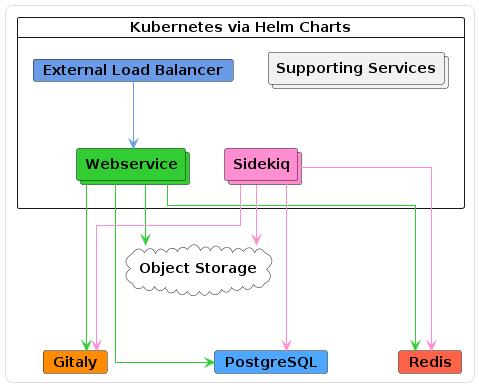 Kubernetes via Helm Charts
External Load Balancer
Supporting Services
Webservice
Sidekiq
Object Storage
Gitaly
PostgreSQL
Redis